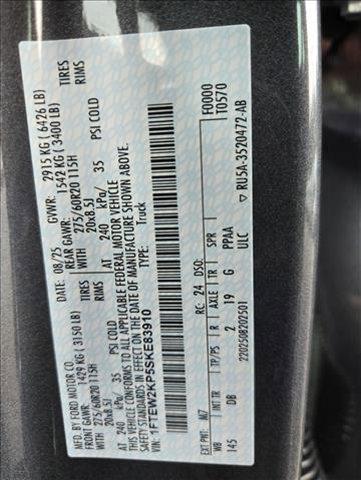 MFD. BY FORD MOTOR CO.
DATE: 08/25 GVWR: 2915 KG ( 6426 LB)
FRONT GAWR: 1429 KG ( 3150 LB) REAR GAWR: 1542 KG ( 3400 LB)
275/60R20 115H TIRES 275/60R20 115H TIRES
20x8.5J RIMS 20x8.5J RIMS
AT 240 kPa/ 35 PSI COLD AT 240 kPa/ 35 PSI COLD
THIS VEHICLE CONFORMS TO ALL APPLICABLE FEDERAL MOTOR VEHICLE
SAFETY STANDARDS IN EFFECT ON THE DATE OF MANUFACTURE SHOWN ABOVE.
VIN: 1FTEW2KP5SKE83910
TYPE: Truck
F0000
T0570
EXT PNT: M7 RC: 24 DSO:
WB INT TR TP/PS R AXLE TR SPR
145 DB 2 19 G PPAA
ULC
2202508202501
RU5A-3520472-AB